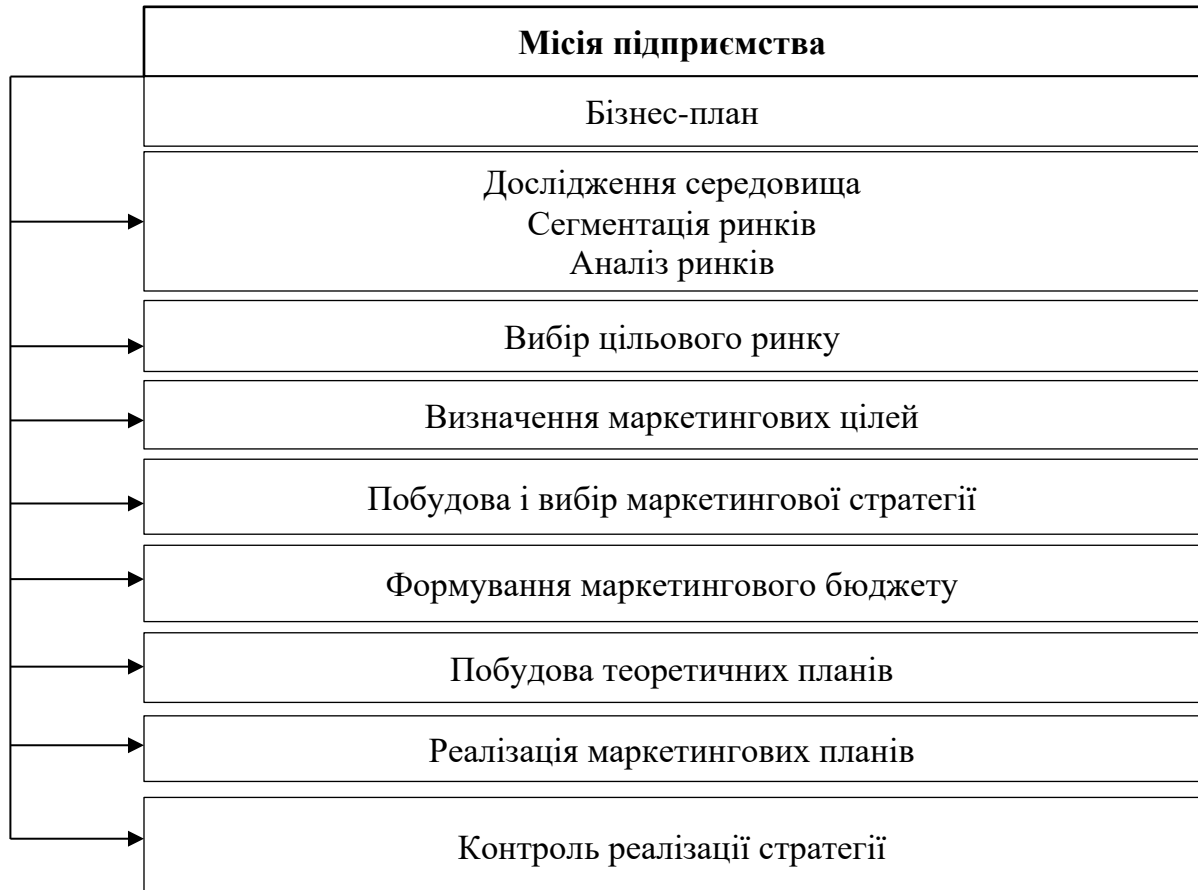 Місія підприємства
Бізнес-план
Дослідження середовища
Сегментація ринків
Аналіз ринків
Вибір цільового ринку
Визначення маркетингових цілей
Побудова і вибір маркетингової стратегії
Формування маркетингового бюджету
Побудова теоретичних планів
Реалізація маркетингових планів
Контроль реалізації стратегії